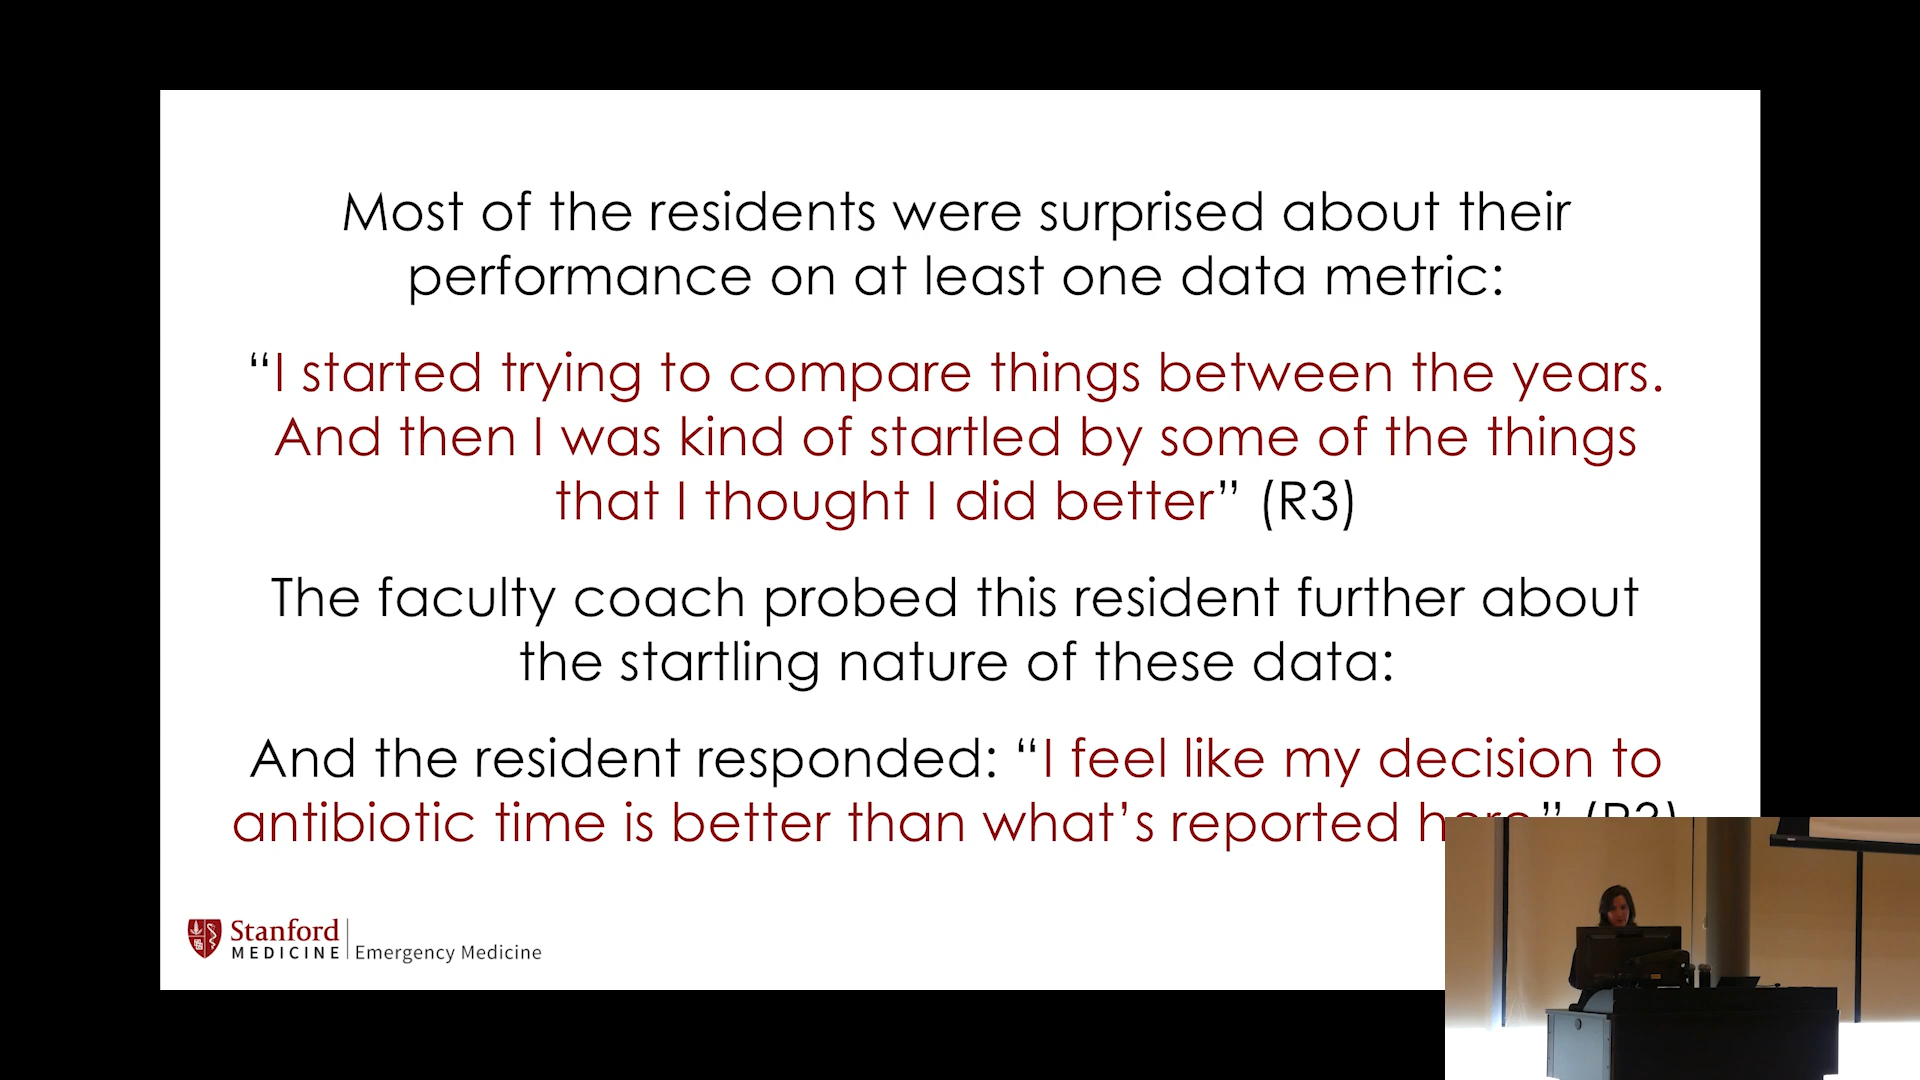 Most of the residents were surprised about their
performance on at least one data metric:
“I started trying to compare things between the years.
And then I was kind of startled by some of the things
that I thought I did better” (R3)
The faculty coach probed this resident further about
the startling nature of these data:
And the resident responded: “I feel like my decision to
antibiotic time is better than what’s reported here” (R3)
Stanford
MEDICINE
Emergency Medicine